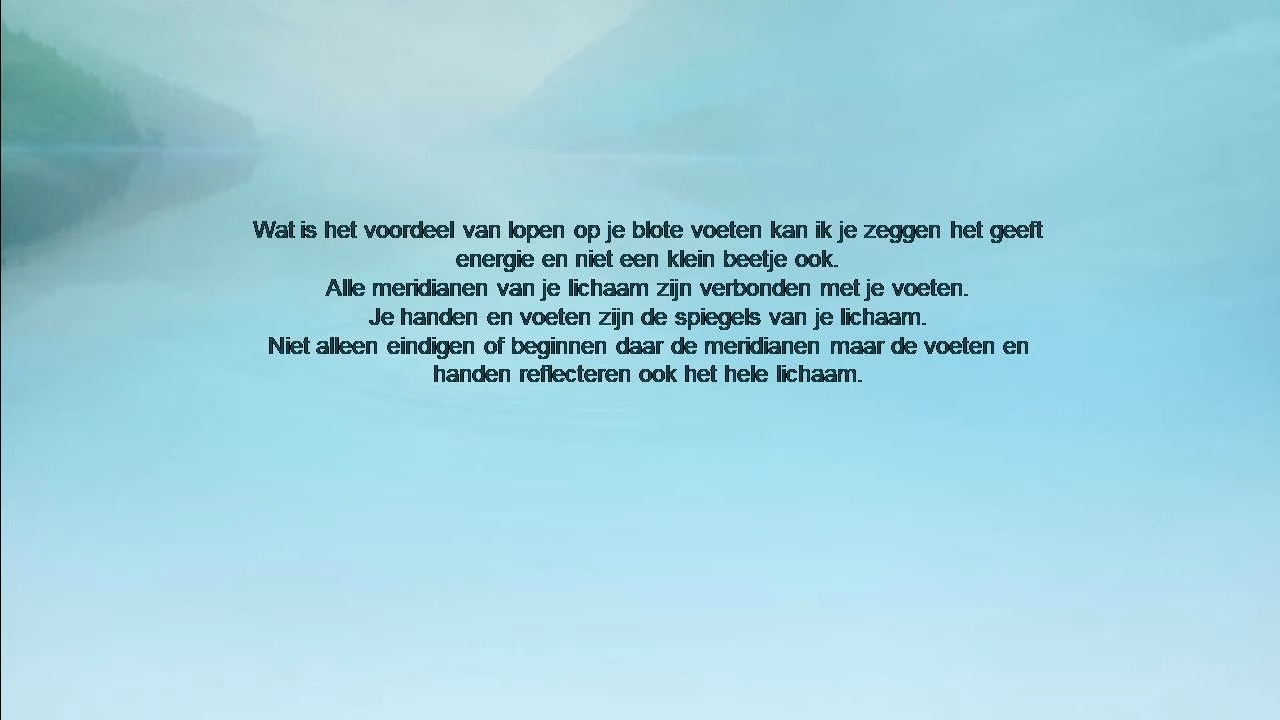 Wat is het voordeel van lopen op je blote voeten kan ik je zeggen het geeft
energie en niet een klein beetje ook.
Alle meridianen van je lichaam zijn verbonden met je voeten.
Je handen en voeten zijn de spiegels van je lichaam.
Niet alleen eindigen of beginnen daar de meridianen maar de voeten en
handen reflecteren ook het hele lichaam.